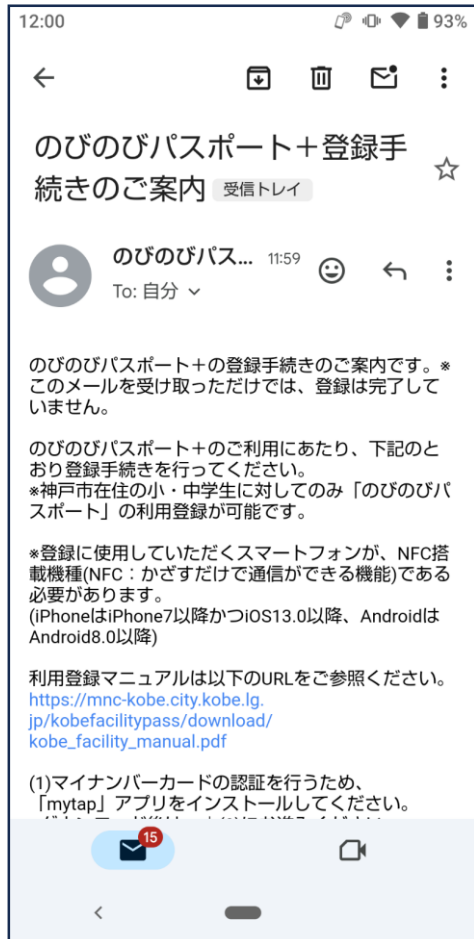 12:00
93%
のびのびパスポート＋登録手
続きのご案内 受信トレイ
のびのびパス... 11:59
To: 自分
のびのびパスポート＋の登録手続きのご案内です。※
このメールを受け取っただけでは、登録は完了して
いません。
のびのびパスポート＋のご利用にあたり、下記のと
おり登録手続きを行ってください。
※神戸市在住の小・中学生に対してのみ「のびのびパ
スポート」の利用登録が可能です。
※登録に使用していただくスマートフォンが、NFC搭
載機種(NFC：かざすだけで通信ができる機能)である
必要があります。
(iPhoneはiPhone7以降かつiOS13.0以降、Androidは
Android8.0以降)
利用登録マニュアルは以下のURLをご参照ください。
https://mnc-kobe.city.kobe.lg.
jp/kobefacilitypass/download/
kobe_facility_manual.pdf
(1)マイナンバーカードの認証を行うため、
「mytap」アプリをインストールしてください。
15